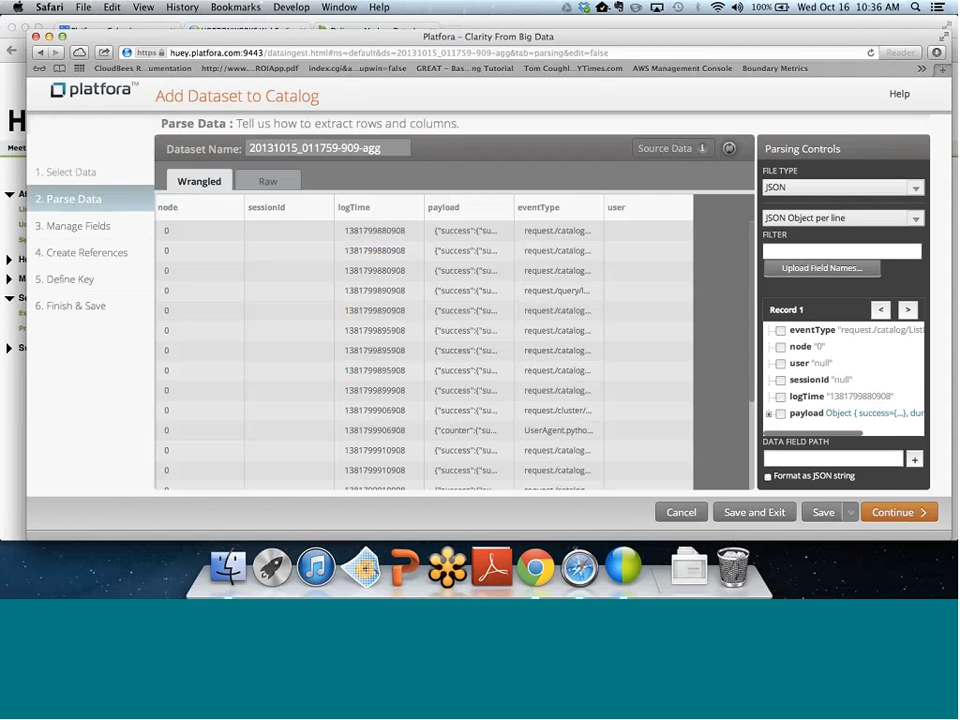 Safari File Edit View History Bookmarks Develop Window Help 100% Wed Oct 16 10:36 AM
Platfora - Clarity From Big Data
https huey.platfora.com:9443/dataingest.html#ns=default&ds=20131015_011759-909-agg&tab=parsing&edit=false Reader
CloudBees R...umentation http://www....ROIApp.pdf index.cgi&a...upwin=false GREAT – Bas...ng Tutorial Tom Coughl...YTimes.com AWS Management Console Boundary Metrics
platfora™ Add Dataset to Catalog Help
Parse Data : Tell us how to extract rows and columns.
Dataset Name: 20131015_011759-909-agg Source Data
Wrangled Raw
1. Select Data
2. Parse Data
3. Manage Fields
4. Create References
5. Define Key
6. Finish & Save
node sessionId logTime payload eventType user
0 1381799880908 {"success":{"su... request./catalog...
0 1381799880908 {"success":{"su... request./catalog...
0 1381799880908 {"success":{"su... request./catalog...
0 1381799890908 {"success":{"su... request./query/l...
0 1381799890908 {"success":{"su... request./catalog...
0 1381799895908 {"success":{"su... request./catalog...
0 1381799895908 {"success":{"su... request./catalog...
0 1381799895908 {"success":{"su... request./catalog...
0 1381799899908 {"success":{"su... request./catalog...
0 1381799906908 {"success":{"su... request./cluster/...
0 1381799906908 {"counter":{"su... UserAgent.pytho...
0 1381799910908 {"success":{"su... request./catalog...
0 1381799910908 {"success":{"su... request./catalog...
Parsing Controls
FILE TYPE
JSON
JSON Object per line
FILTER
Upload Field Names...
Record 1 < >
eventType "request./catalog/List
node "0"
user "null"
sessionId "null"
logTime "1381799880908"
payload Object { success={...}, dur
DATA FIELD PATH
+
Format as JSON string
Cancel Save and Exit Save Continue >